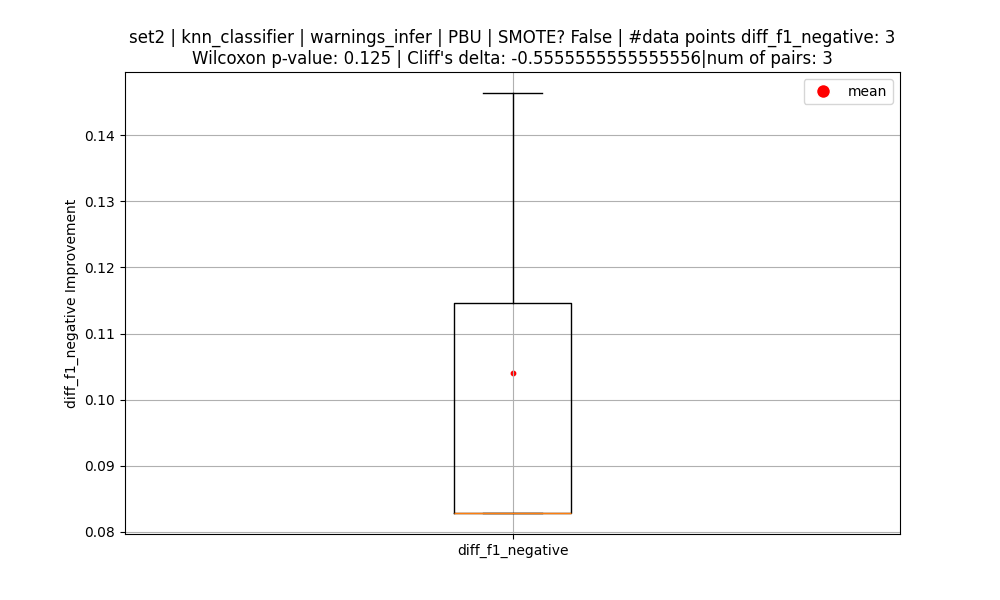 set2 | knn_classifier | warnings_infer | PBU | SMOTE? False | #data points diff_f1_negative: 3
Wilcoxon p-value: 0.125 | Cliff's delta: -0.5555555555555556|num of pairs: 3
mean
0.14
0.13
0.12
0.11
0.10
0.09
0.08
diff_f1_negative Improvement
diff_f1_negative